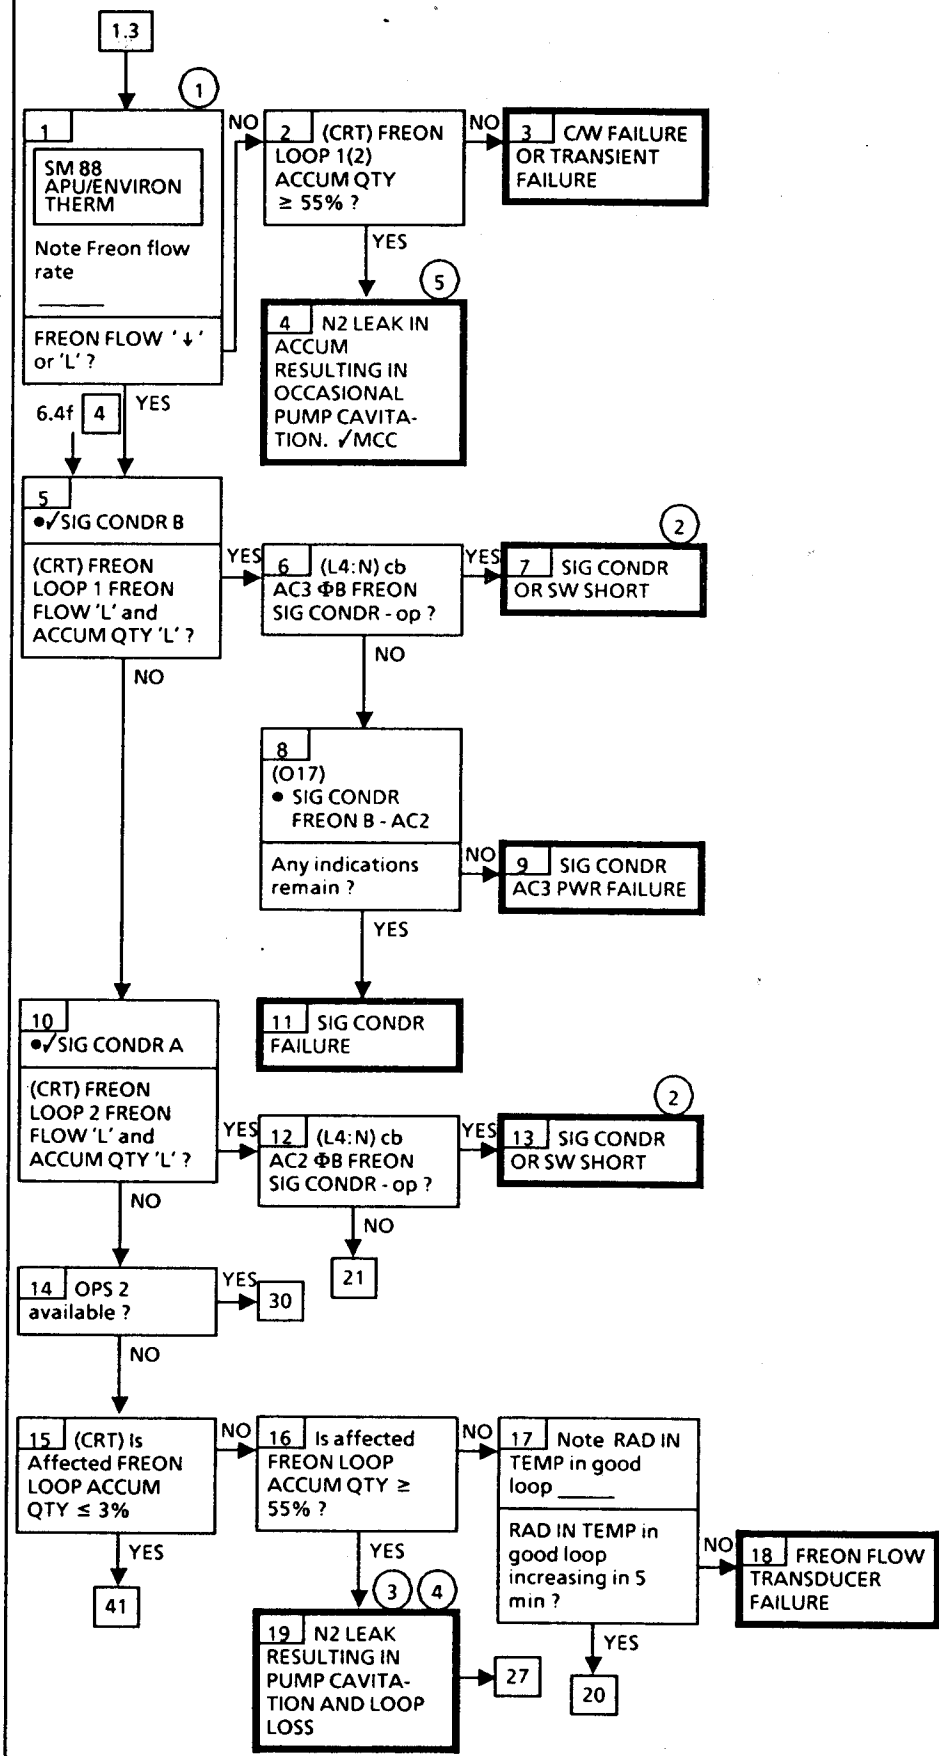 1.3
1
1
SM 88
APU/ENVIRON
THERM
Note Freon flow
rate
FREON FLOW '↓'
or 'L' ?
NO
2 (CRT) FREON
LOOP 1(2)
ACCUM QTY
≥ 55% ?
NO
3 C/W FAILURE
OR TRANSIENT
FAILURE
YES
5
4 N2 LEAK IN
ACCUM
RESULTING IN
OCCASIONAL
PUMP CAVITA-
TION. ✓MCC
YES
6.4f 4
5
●✓SIG CONDR B
(CRT) FREON
LOOP 1 FREON
FLOW 'L' and
ACCUM QTY 'L' ?
YES
6 (L4:N) cb
AC3 ΦB FREON
SIG CONDR - op ?
YES
2
7 SIG CONDR
OR SW SHORT
NO
NO
8
(O17)
● SIG CONDR
FREON B - AC2
Any indications
remain ?
NO
9 SIG CONDR
AC3 PWR FAILURE
YES
11 SIG CONDR
FAILURE
10
●✓SIG CONDR A
(CRT) FREON
LOOP 2 FREON
FLOW 'L' and
ACCUM QTY 'L' ?
YES
12 (L4:N) cb
AC2 ΦB FREON
SIG CONDR - op ?
YES
2
13 SIG CONDR
OR SW SHORT
NO
NO
21
14 OPS 2
available ?
YES
30
NO
15 (CRT) Is
Affected FREON
LOOP ACCUM
QTY ≤ 3%
NO
16 Is affected
FREON LOOP
ACCUM QTY ≥
55% ?
NO
17 Note RAD IN
TEMP in good
loop
RAD IN TEMP in
good loop
increasing in 5
min ?
NO
18 FREON FLOW
TRANSDUCER
FAILURE
YES
41
YES
3 4
19 N2 LEAK
RESULTING IN
PUMP CAVITA-
TION AND LOOP
LOSS
27
YES
20